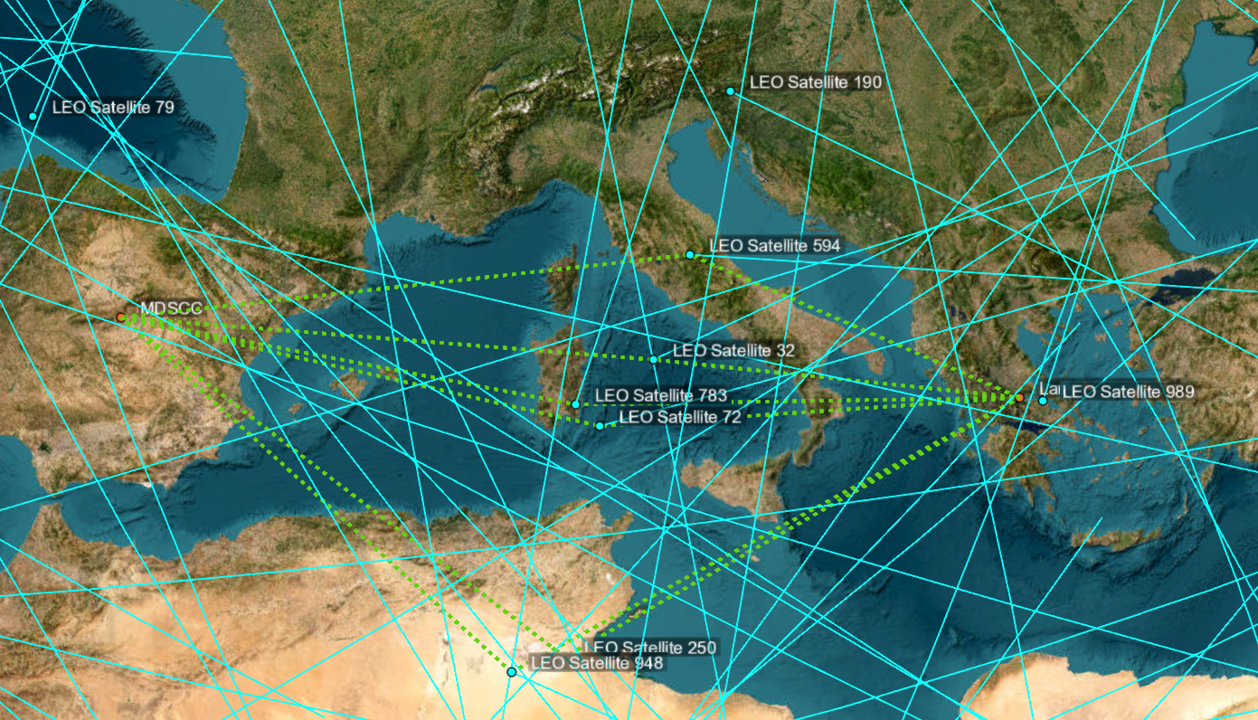 LEO Satellite 190
LEO Satellite 79
LEO Satellite 594
MDSCC
LEO Satellite 32
LEO Satellite 989
LEO Satellite 783
LEO Satellite 72
LEO Satellite 250
LEO Satellite 948